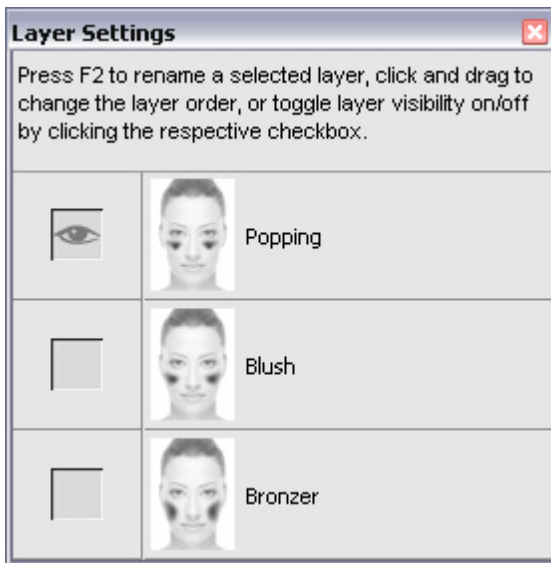 Layer Settings
Press F2 to rename a selected layer, click and drag to
change the layer order, or toggle layer visibility on/off
by clicking the respective checkbox.
Popping
Blush
Bronzer